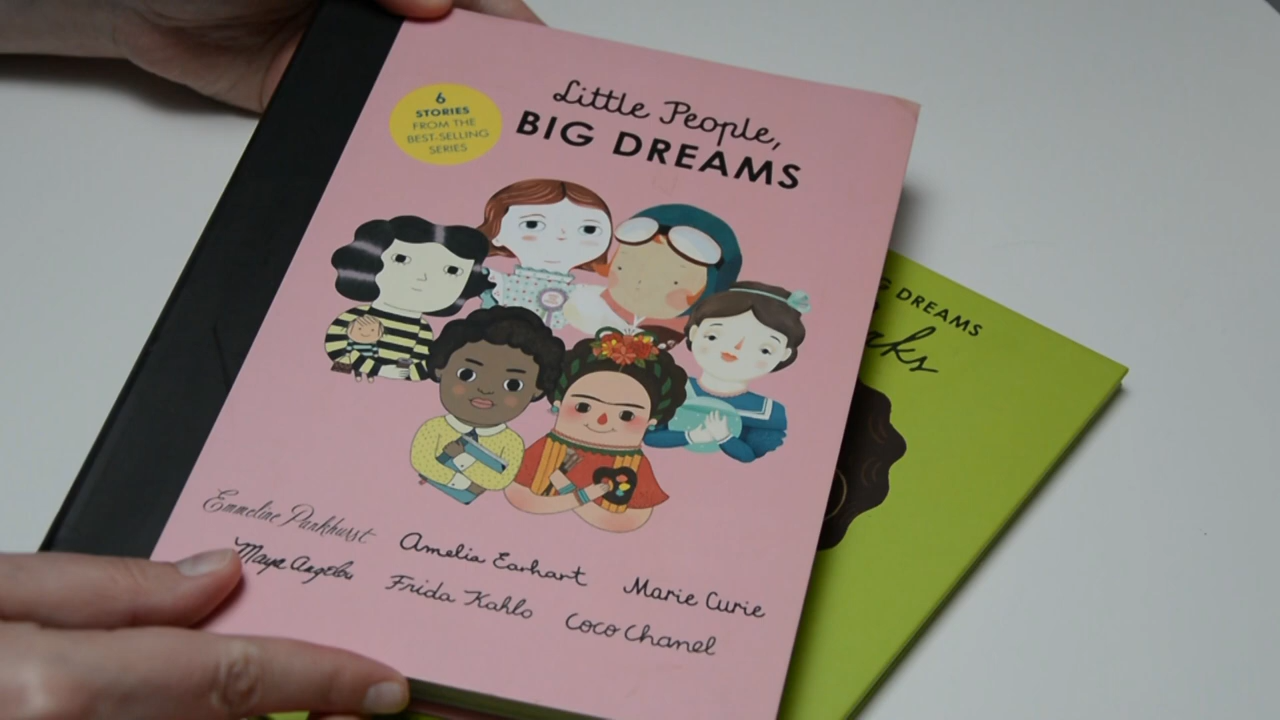 6
STORIES
FROM THE
BEST-SELLING
SERIES
Little People,
BIG DREAMS
Emmeline Pankhurst
Amelia Earhart
Marie Curie
Maya Angelou
Frida Kahlo
Coco Chanel
G DREAMS
aks